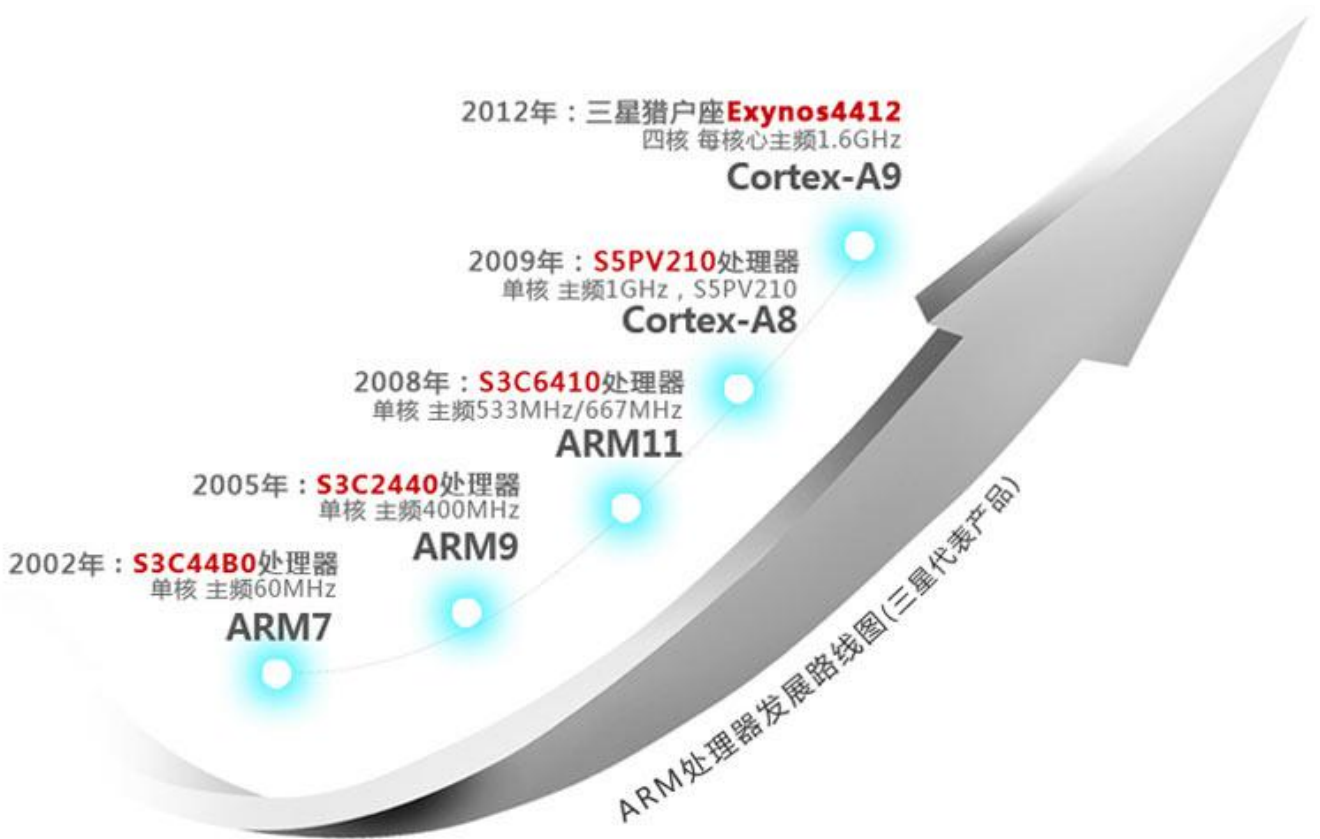 2012年：三星猎户座Exynos4412
四核 每核心主频1.6GHz
Cortex-A9
2009年：S5PV210处理器
单核 主频1GHz，S5PV210
Cortex-A8
2008年：S3C6410处理器
单核 主频533MHz/667MHz
ARM11
2005年：S3C2440处理器
单核 主频400MHz
ARM9
2002年：S3C44B0处理器
单核 主频60MHz
ARM7
ARM处理器发展路线图(三星代表产品)